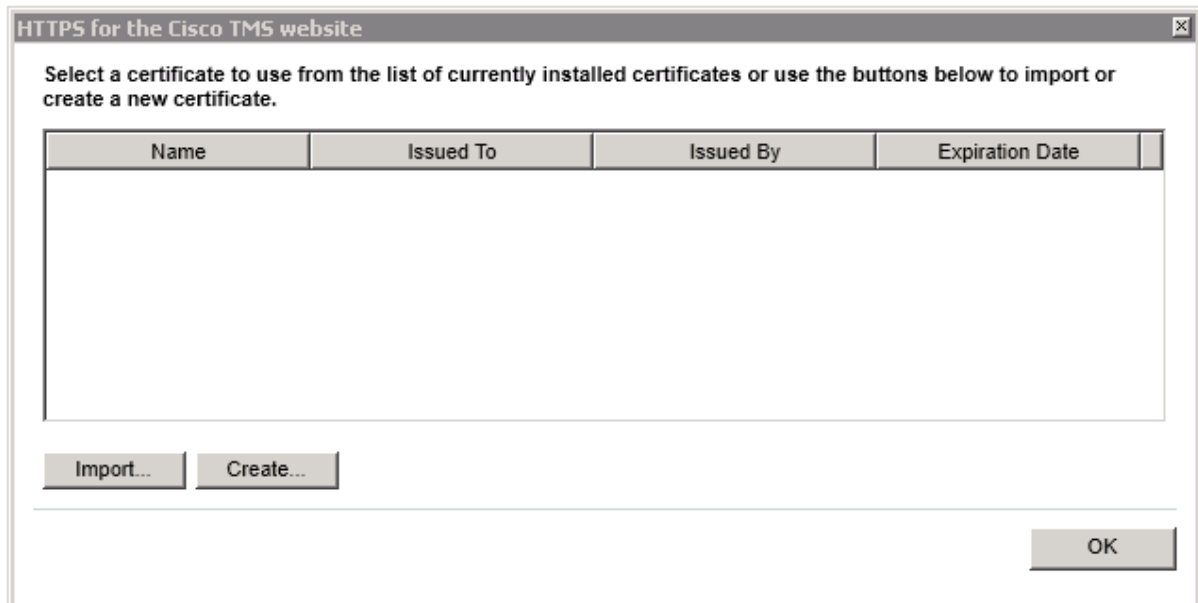 HTTPS for the Cisco TMS website
Select a certificate to use from the list of currently installed certificates or use the buttons below to import or
create a new certificate.
Name Issued To Issued By Expiration Date
Import... Create...
OK